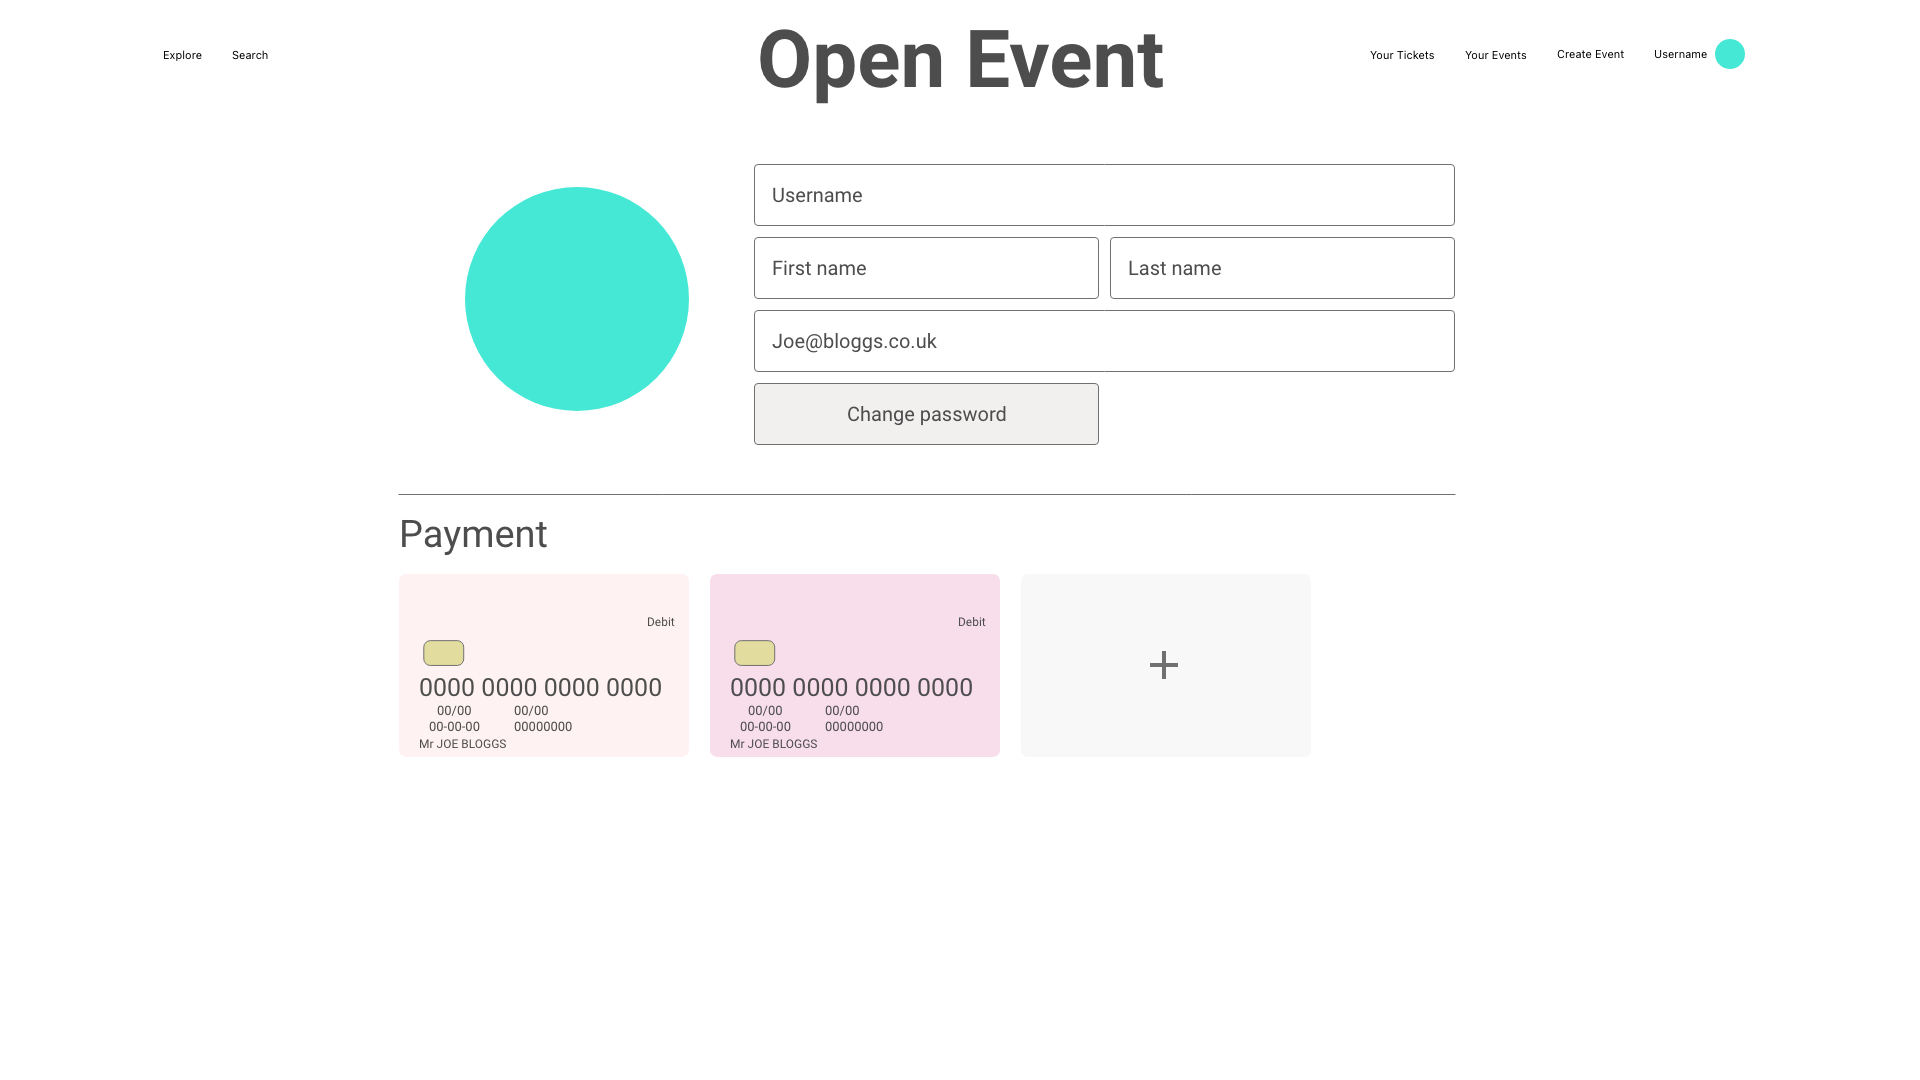 Explore Search Open Event Your Tickets Your Events Create Event Username
Username
First name Last name
Joe@bloggs.co.uk
Change password
Payment
Debit
0000 0000 0000 0000
00/00 00/00
00-00-00 00000000
Mr JOE BLOGGS
Debit
0000 0000 0000 0000
00/00 00/00
00-00-00 00000000
Mr JOE BLOGGS
+